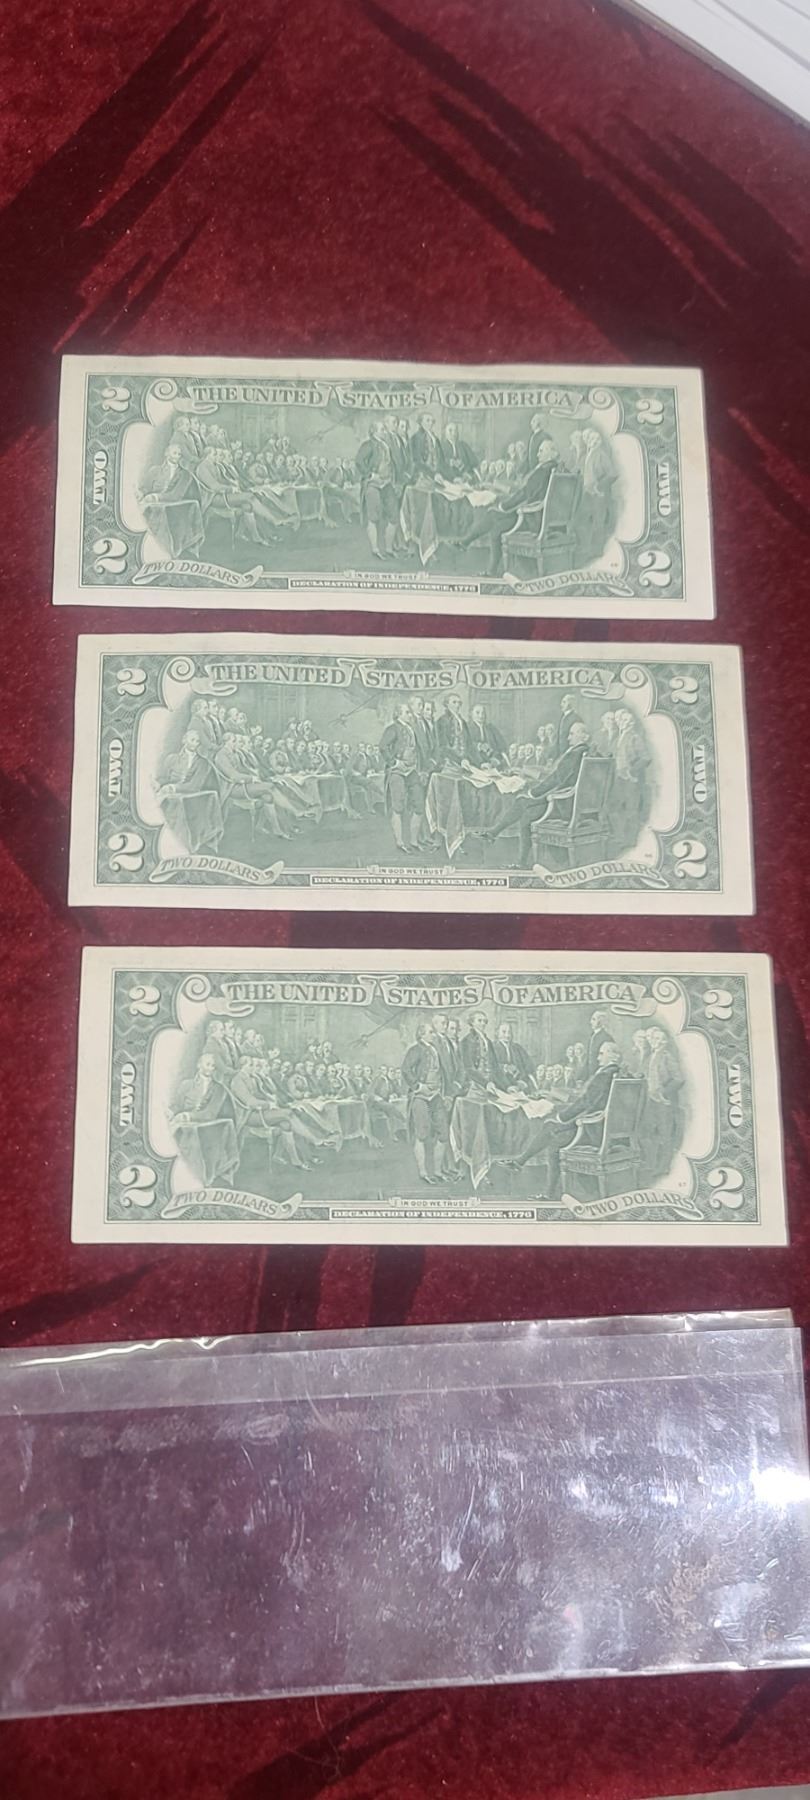 2 THE UNITED STATES OF AMERICA 2
TWO TWO
2 TWO DOLLARS IN GOD WE TRUST TWO DOLLARS 2
DECLARATION OF INDEPENDENCE, 1776
2 THE UNITED STATES OF AMERICA 2
TWO TWO
2 TWO DOLLARS IN GOD WE TRUST TWO DOLLARS 2
DECLARATION OF INDEPENDENCE, 1776
2 THE UNITED STATES OF AMERICA 2
TWO TWO
2 TWO DOLLARS IN GOD WE TRUST TWO DOLLARS 2
DECLARATION OF INDEPENDENCE, 1776